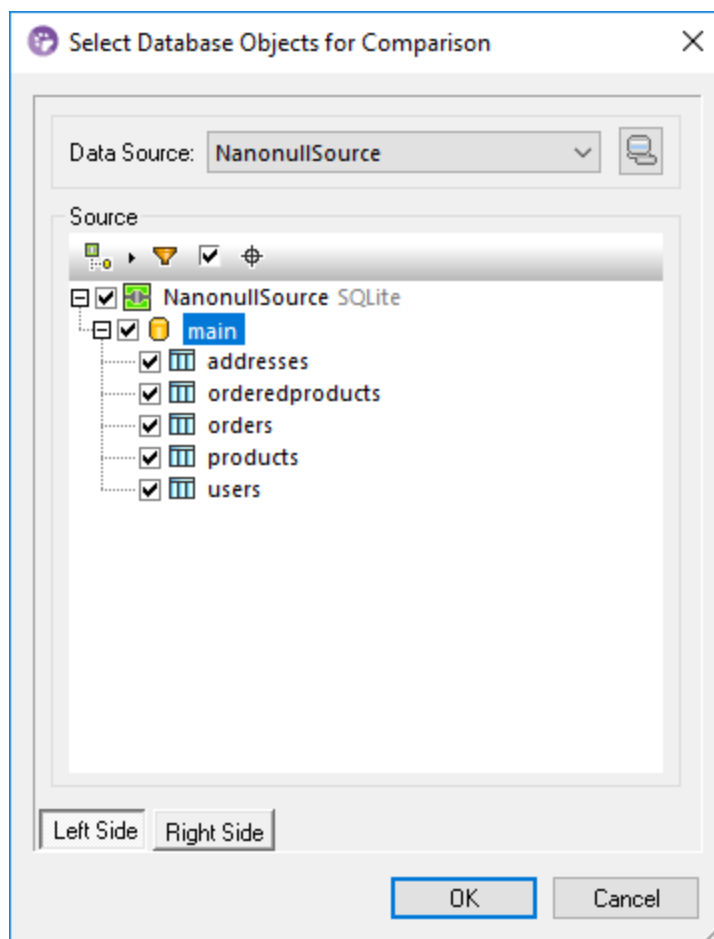 Select Database Objects for Comparison
Data Source: NanonullSource
Source
NanonullSource SQLite
main
addresses
orderedproducts
orders
products
users
Left Side Right Side
OK Cancel